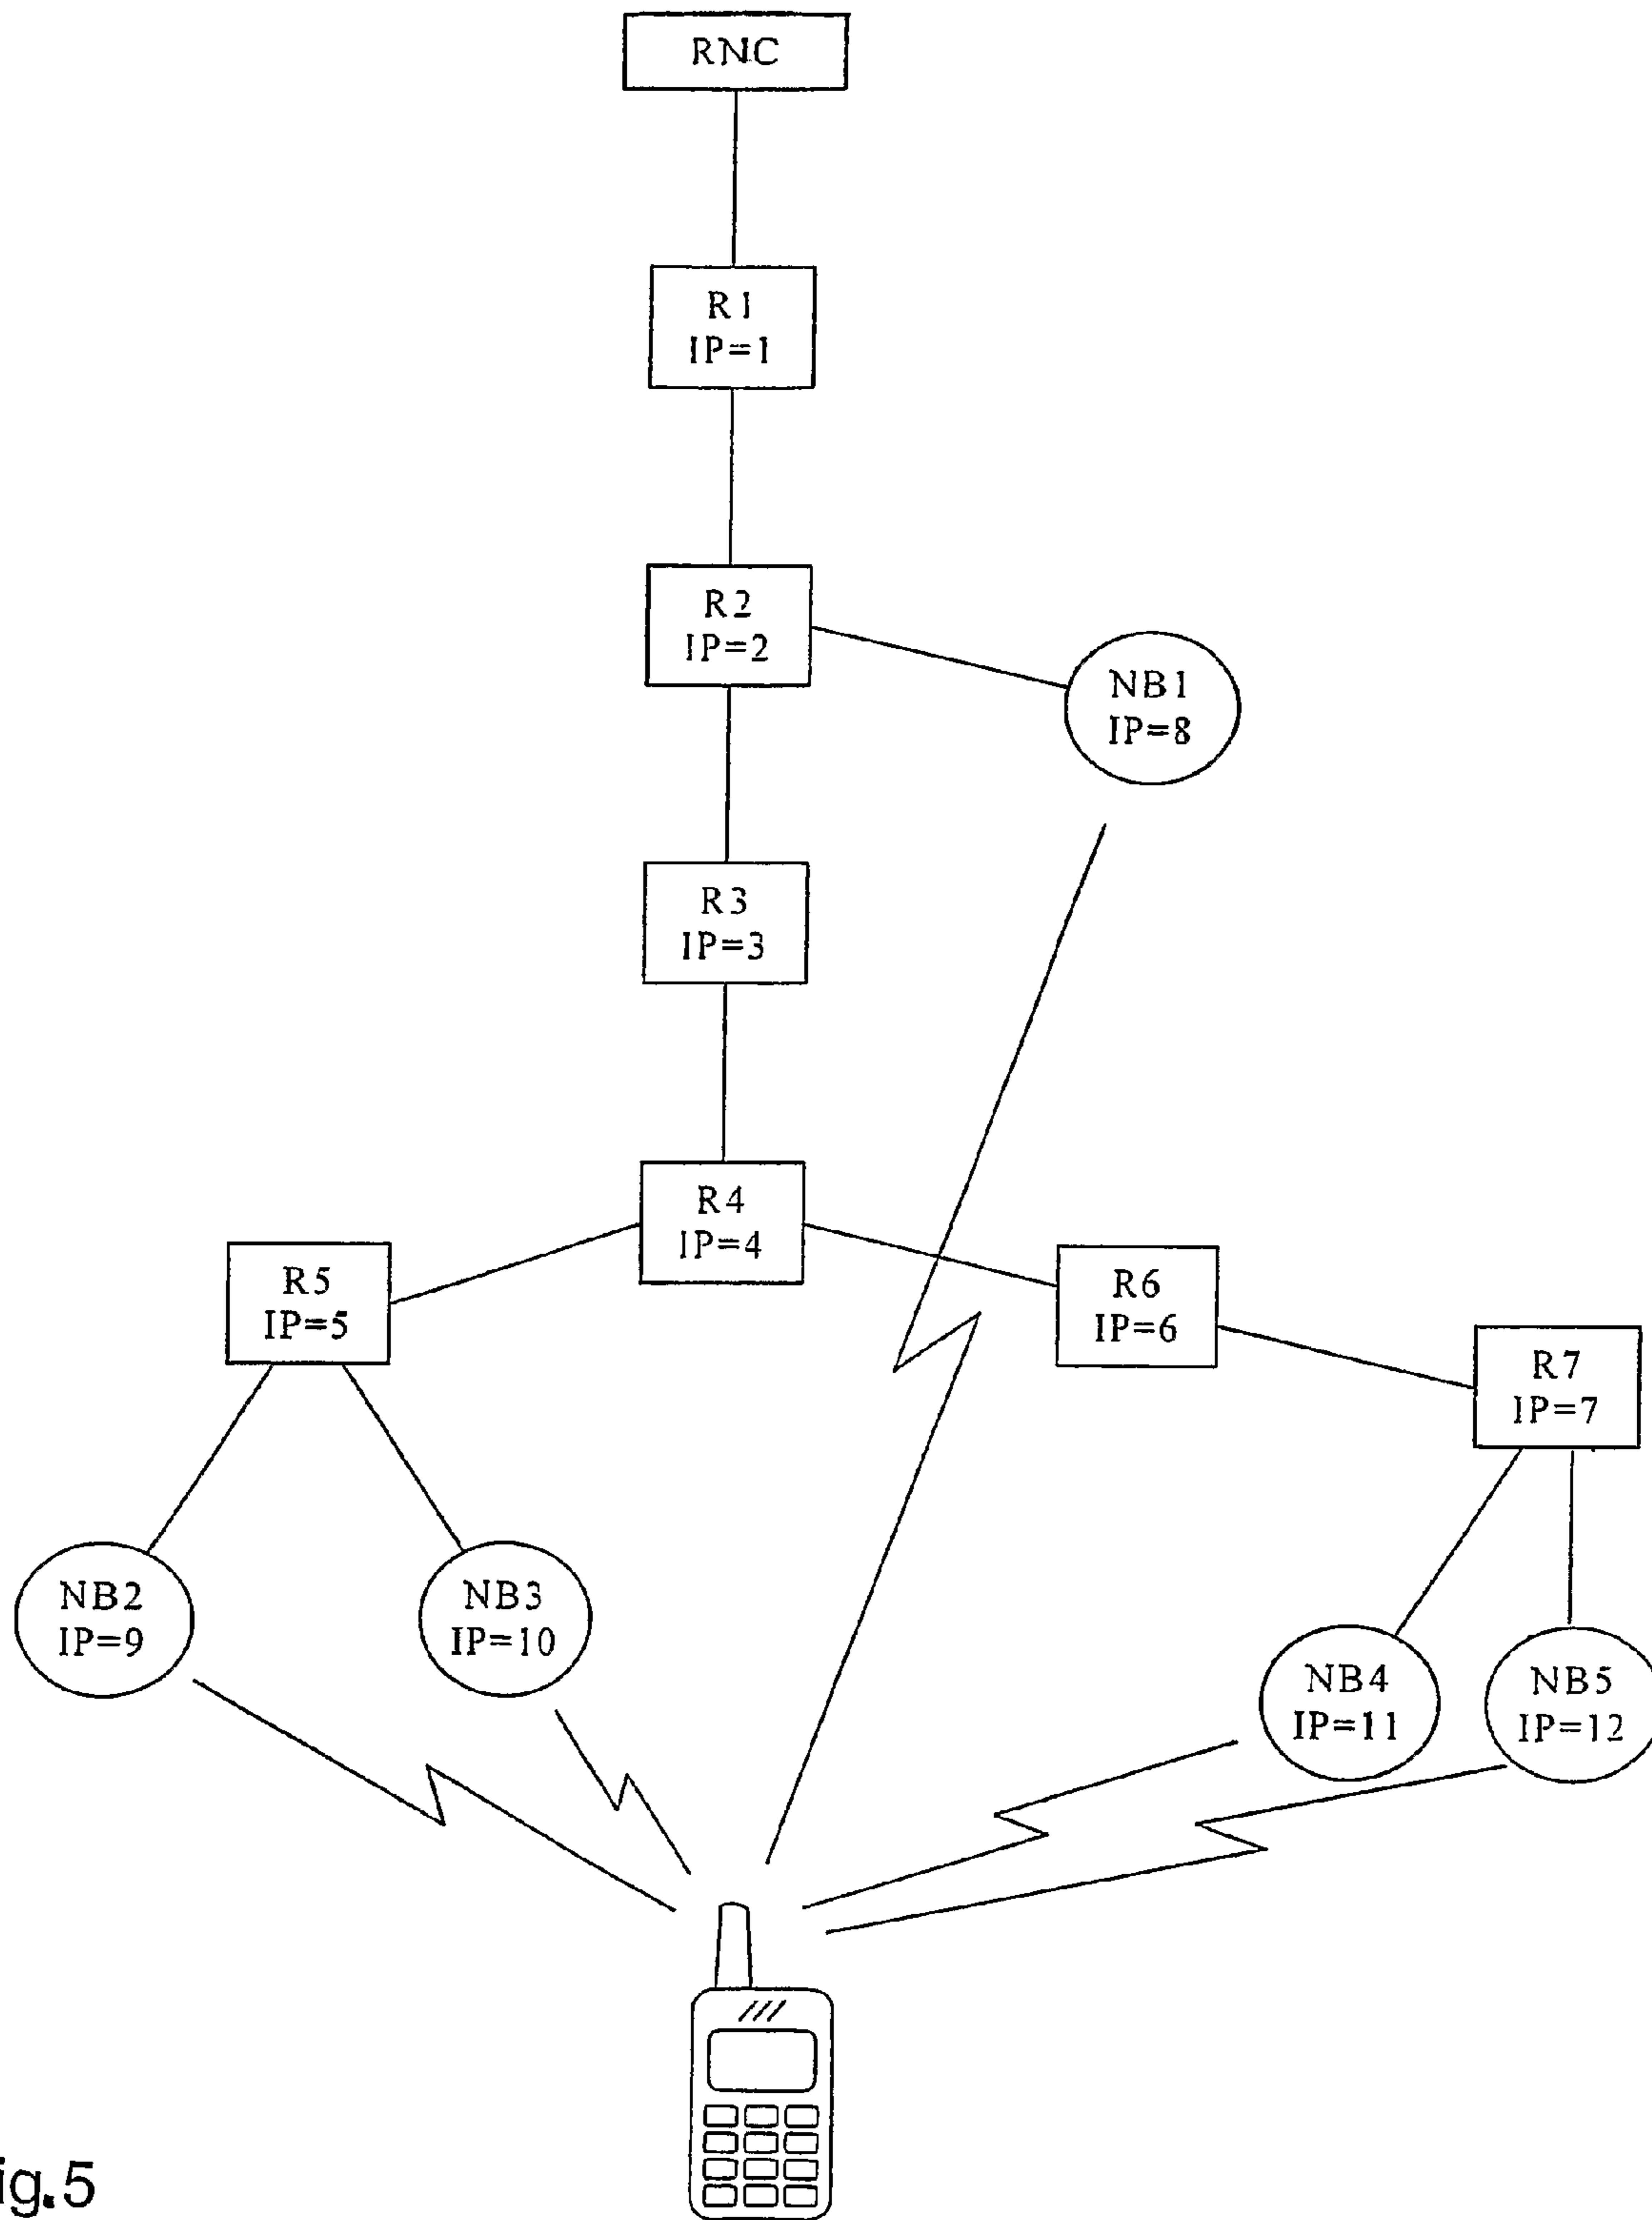 RNC
R1
IP=1
R2
IP=2
NB1
IP=8
R3
IP=3
R4
IP=4
R5
IP=5
R6
IP=6
R7
IP=7
NB2
IP=9
NB3
IP=10
NB4
IP=11
NB5
IP=12
ig.5